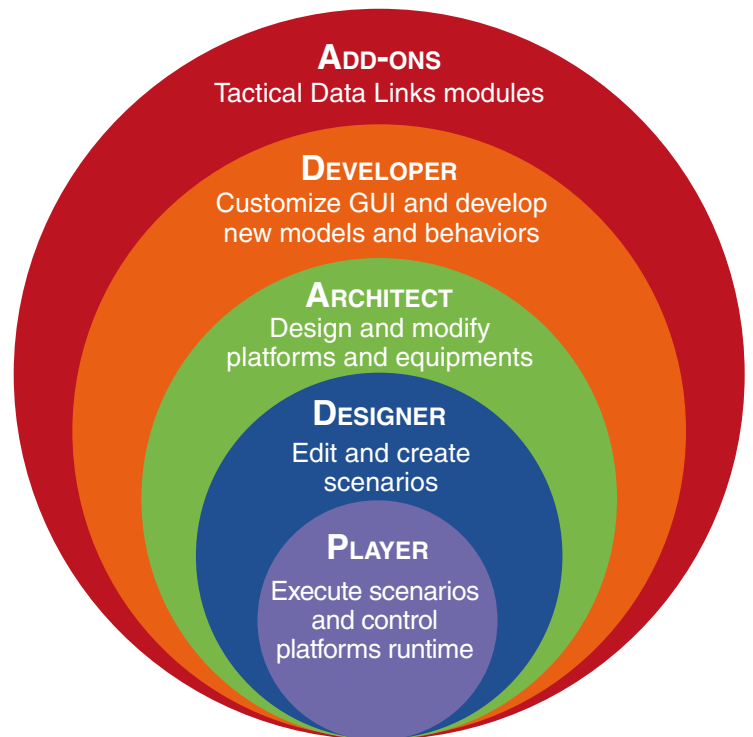 ADD-ONS
Tactical Data Links modules
DEVELOPER
Customize GUI and develop
new models and behaviors
ARCHITECT
Design and modify
platforms and equipments
DESIGNER
Edit and create
scenarios
PLAYER
Execute scenarios
and control
platforms runtime